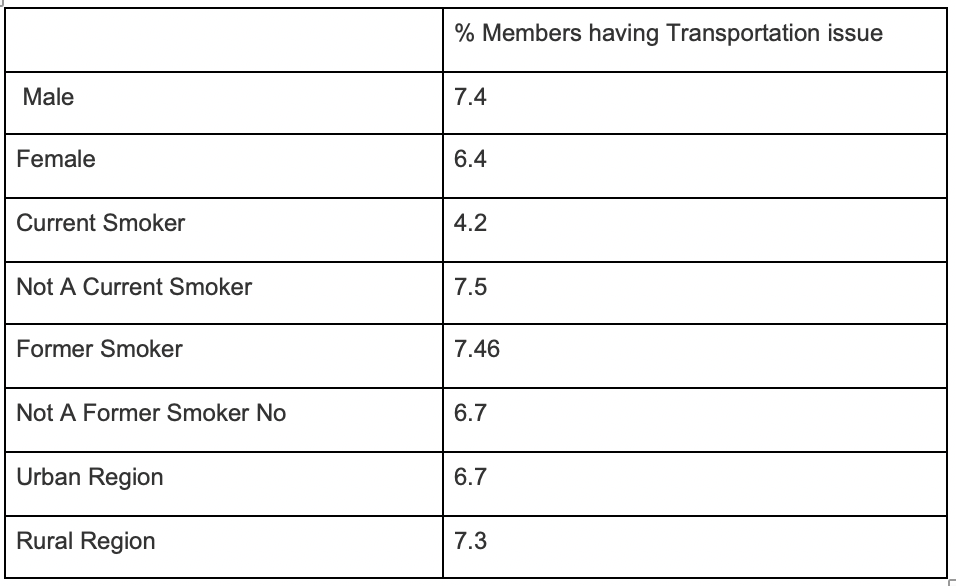 % Members having Transportation issue
Male 7.4
Female 6.4
Current Smoker 4.2
Not A Current Smoker 7.5
Former Smoker 7.46
Not A Former Smoker No 6.7
Urban Region 6.7
Rural Region 7.3